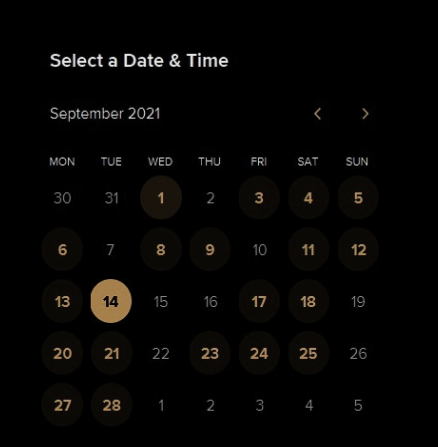 Select a Date & Time
September 2021
MON TUE WED THU FRI SAT SUN
30 31 1 2 3 4 5
6 7 8 9 10 11 12
13 14 15 16 17 18 19
20 21 22 23 24 25 26
27 28 1 2 3 4 5